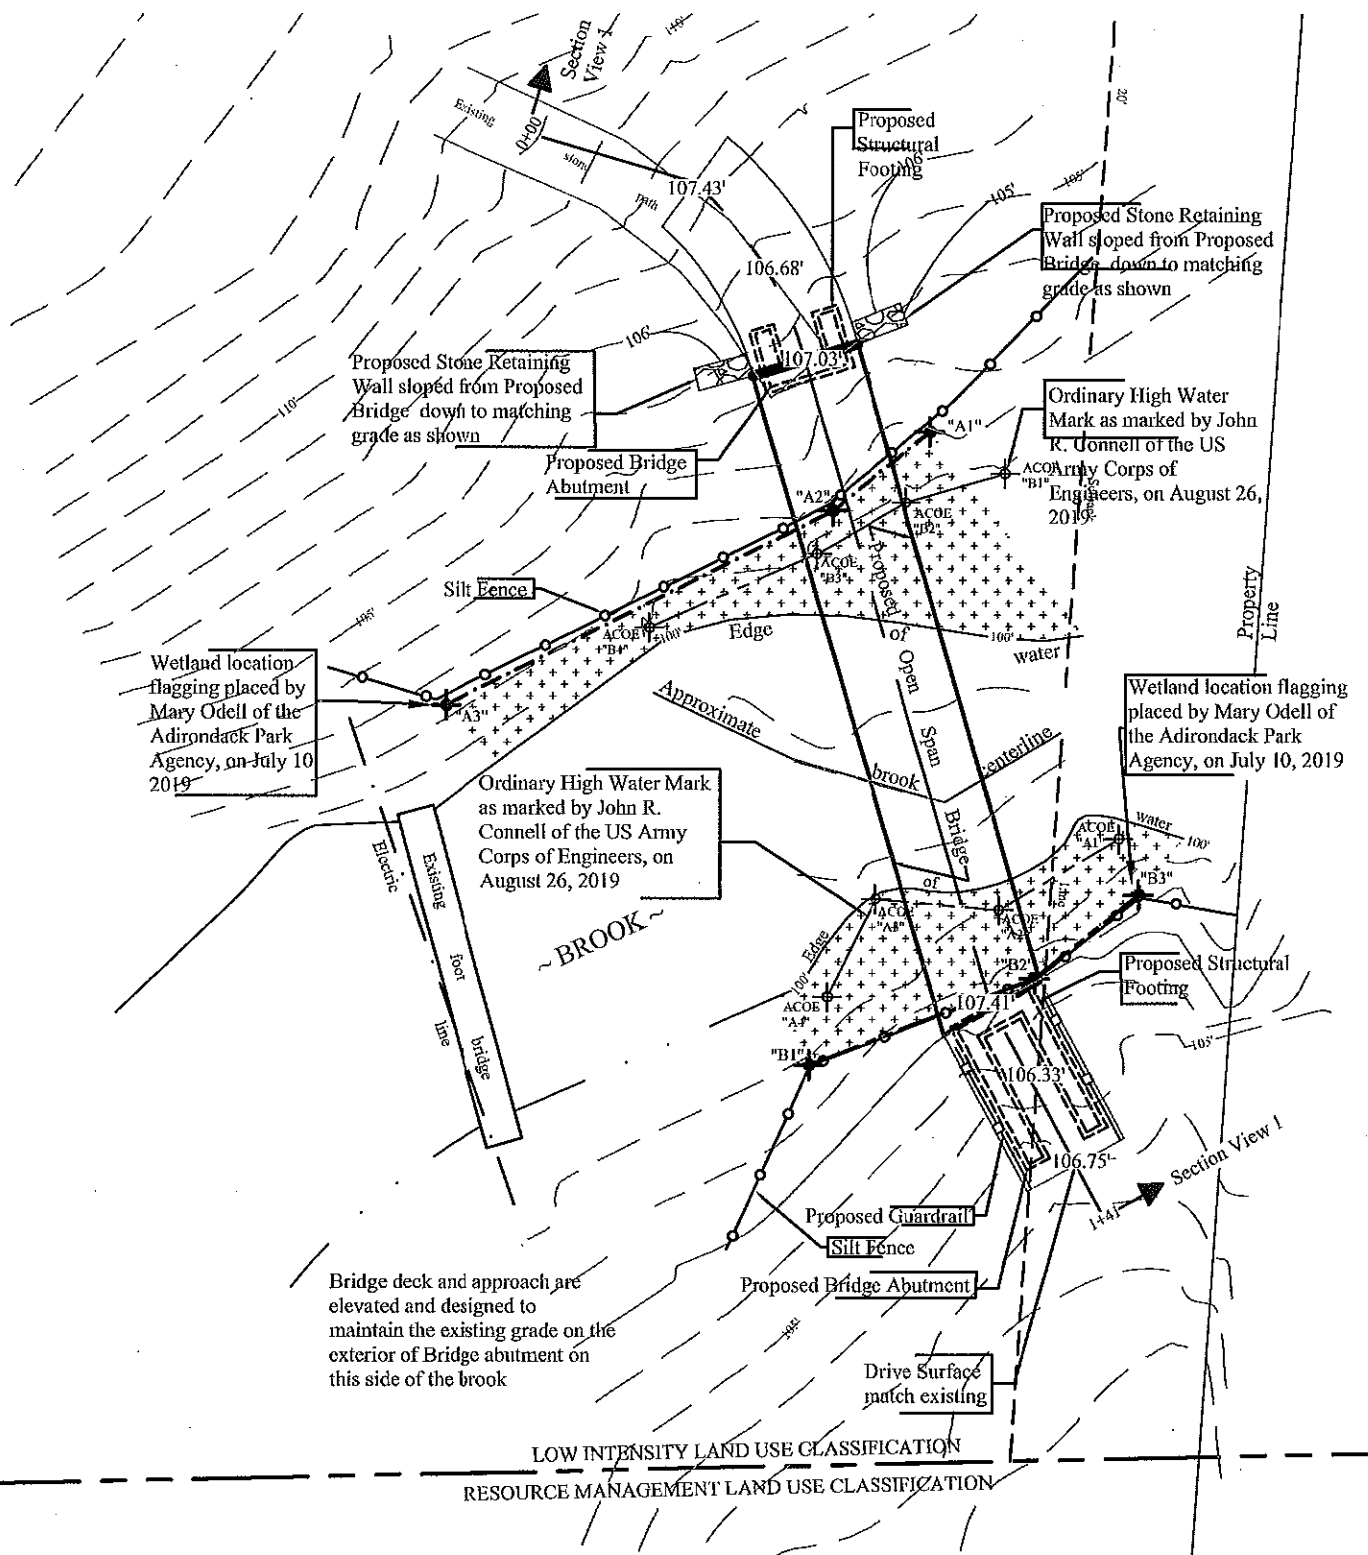 110'
Section
View 1
0+00
Existing
stone
path
20'
Proposed
Structural
Footing
106'
105'
105'
107.43'
106.68'
107.03'
Proposed Stone Retaining
Wall sloped from Proposed
Bridge down to matching
grade as shown
106'
Proposed Stone Retaining
Wall sloped from Proposed
Bridge down to matching
grade as shown
110'
Proposed Bridge
Abutment
Ordinary High Water
Mark as marked by John
R. Connell of the US
Army Corps of
Engineers, on August 26,
2019
"A1"
ACOE
"B1"
"A2"
ACOE
"B2"
ACOE
"B3"
Silt Fence
105'
ACOE
"B4"
100'
Edge
of
water
100'
Proposed
Open
Span
Bridge
Property
Line
Wetland location
flagging placed by
Mary Odell of the
Adirondack Park
Agency, on July 10
2019
"A3"
Approximate
brook
centerline
Wetland location flagging
placed by Mary Odell of
the Adirondack Park
Agency, on July 10, 2019
Ordinary High Water Mark
as marked by John R.
Connell of the US Army
Corps of Engineers, on
August 26, 2019
Electric
line
Existing
foot
bridge
~ BROOK ~
Edge
of
water
100'
100'
ACOE
"A1"
"B3"
ACOE
"A3"
ACOE
"A2"
ACOE
"A4"
"B2"
"B1"
107.41'
Proposed Structural
Footing
105'
106.33'
106.75'
Section View 1
1+41
Proposed Guardrail
Silt Fence
Proposed Bridge Abutment
Bridge deck and approach are
elevated and designed to
maintain the existing grade on the
exterior of Bridge abutment on
this side of the brook
105'
Drive Surface
match existing
LOW INTENSITY LAND USE CLASSIFICATION
RESOURCE MANAGEMENT LAND USE CLASSIFICATION